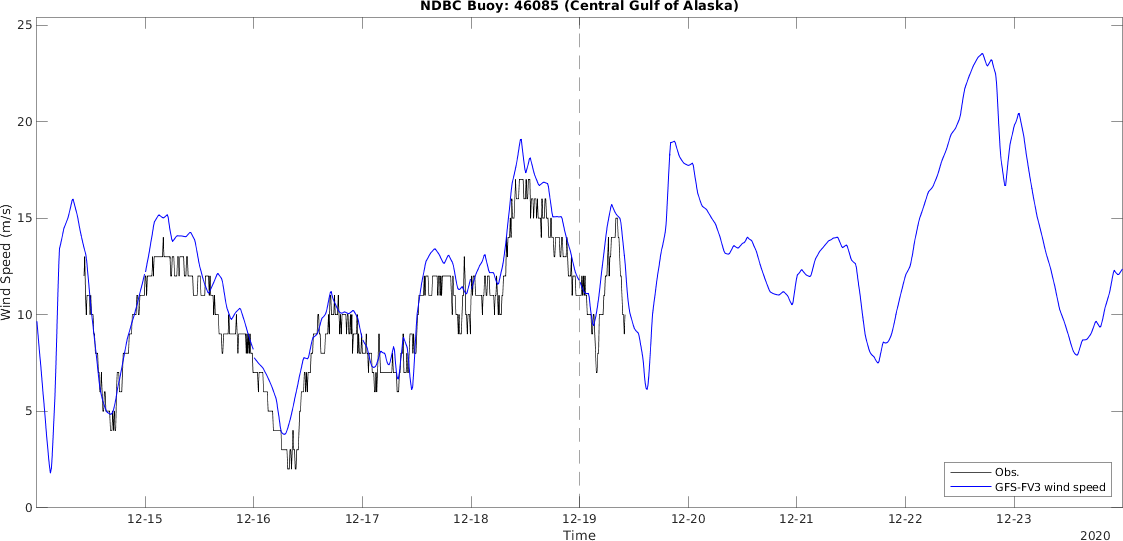 NDBC Buoy: 46085 (Central Gulf of Alaska)
25
20
15
10
5
0
Wind Speed (m/s)
12-15 12-16 12-17 12-18 12-19 12-20 12-21 12-22 12-23
Time
2020
Obs.
GFS-FV3 wind speed